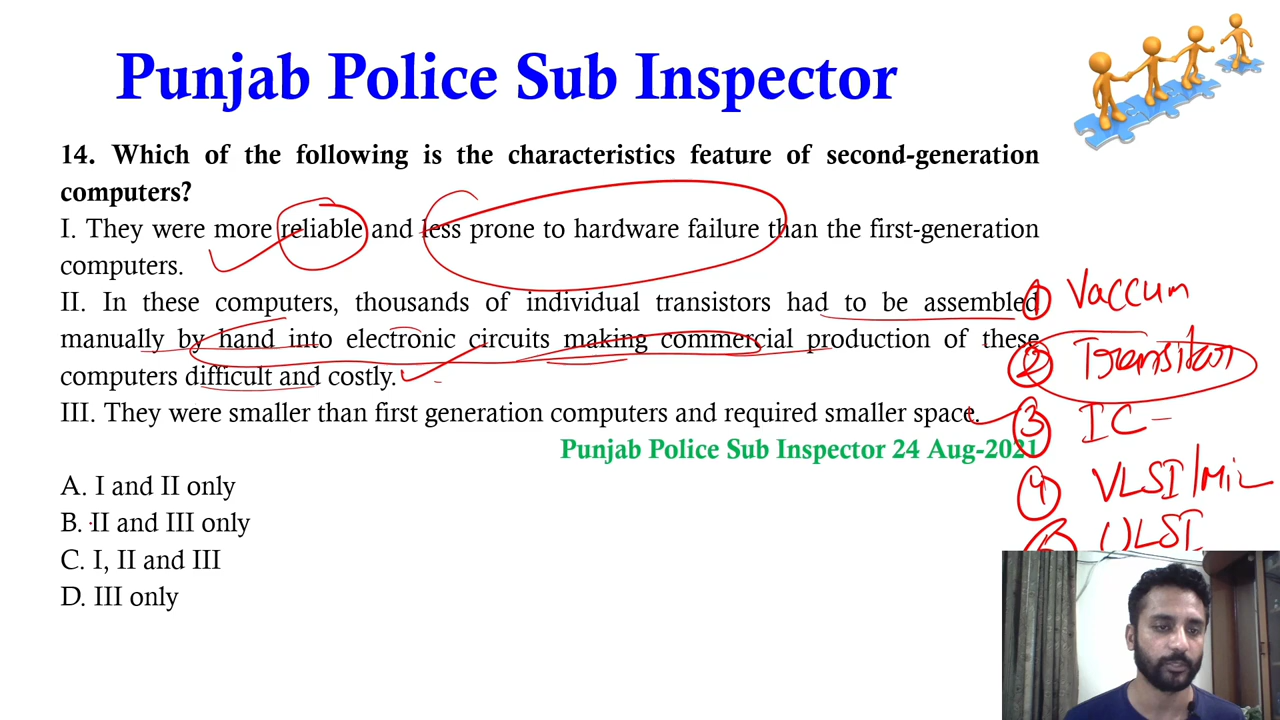 Punjab Police Sub Inspector
14. Which of the following is the characteristics feature of second-generation
computers?
I. They were more reliable and less prone to hardware failure than the first-generation
computers.
II. In these computers, thousands of individual transistors had to be assembled
manually by hand into electronic circuits making commercial production of these
computers difficult and costly.
III. They were smaller than first generation computers and required smaller space.
Punjab Police Sub Inspector 24 Aug-2021
A. I and II only
B. II and III only
C. I, II and III
D. III only
① Vaccum
② Transistor
③ IC -
④ VLSI/Mic
ULSI